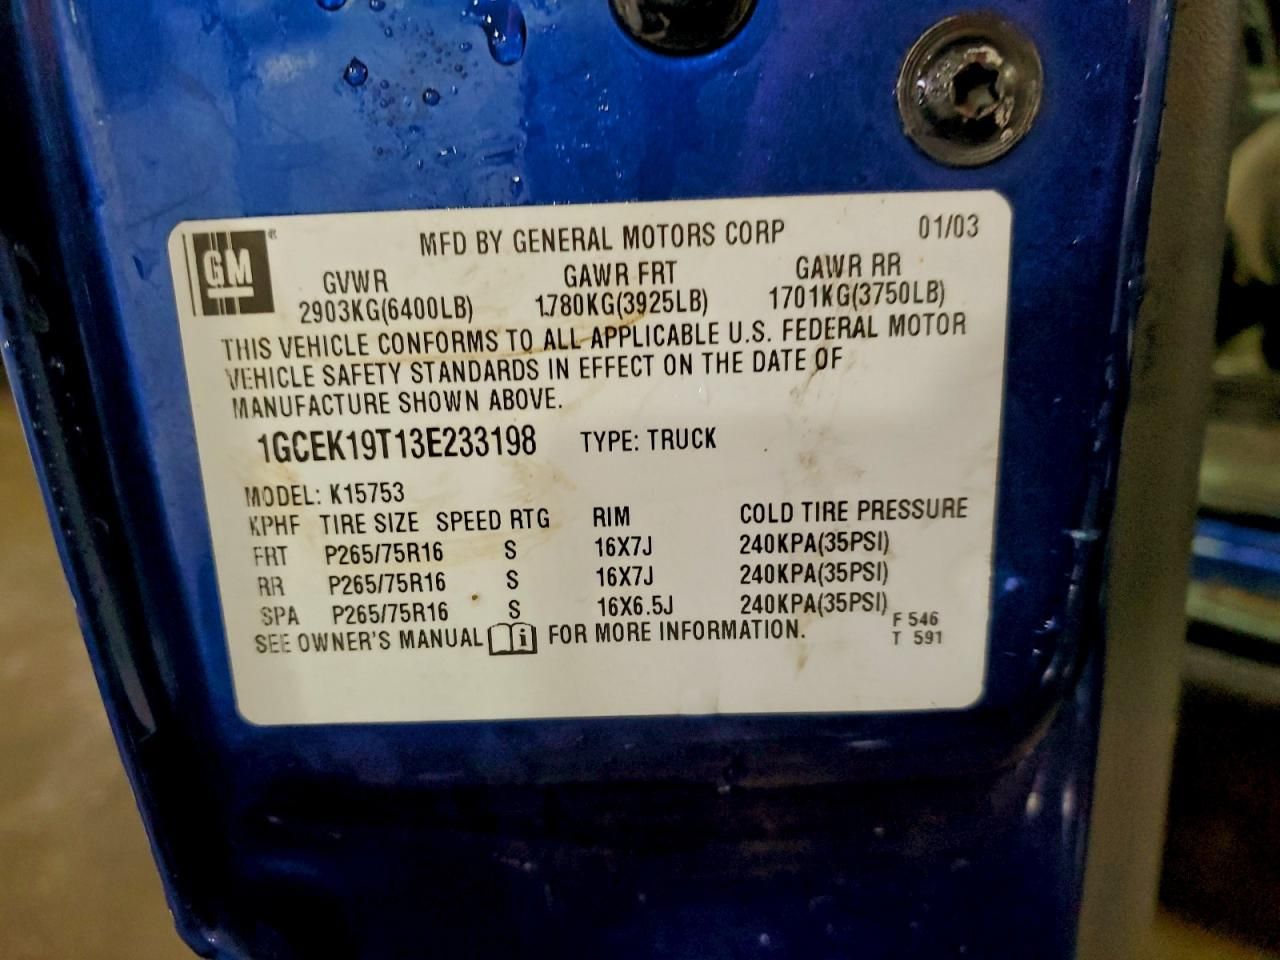 GM ®
MFD BY GENERAL MOTORS CORP 01/03
GVWR GAWR FRT GAWR RR
2903KG(6400LB) 1780KG(3925LB) 1701KG(3750LB)
THIS VEHICLE CONFORMS TO ALL APPLICABLE U.S. FEDERAL MOTOR
VEHICLE SAFETY STANDARDS IN EFFECT ON THE DATE OF
MANUFACTURE SHOWN ABOVE.
1GCEK19T13E233198 TYPE: TRUCK
MODEL: K15753
KPHF TIRE SIZE SPEED RTG RIM COLD TIRE PRESSURE
FRT P265/75R16 S 16X7J 240KPA(35PSI)
RR P265/75R16 S 16X7J 240KPA(35PSI)
SPA P265/75R16 S 16X6.5J 240KPA(35PSI)
SEE OWNER'S MANUAL i FOR MORE INFORMATION.
F 546
T 591